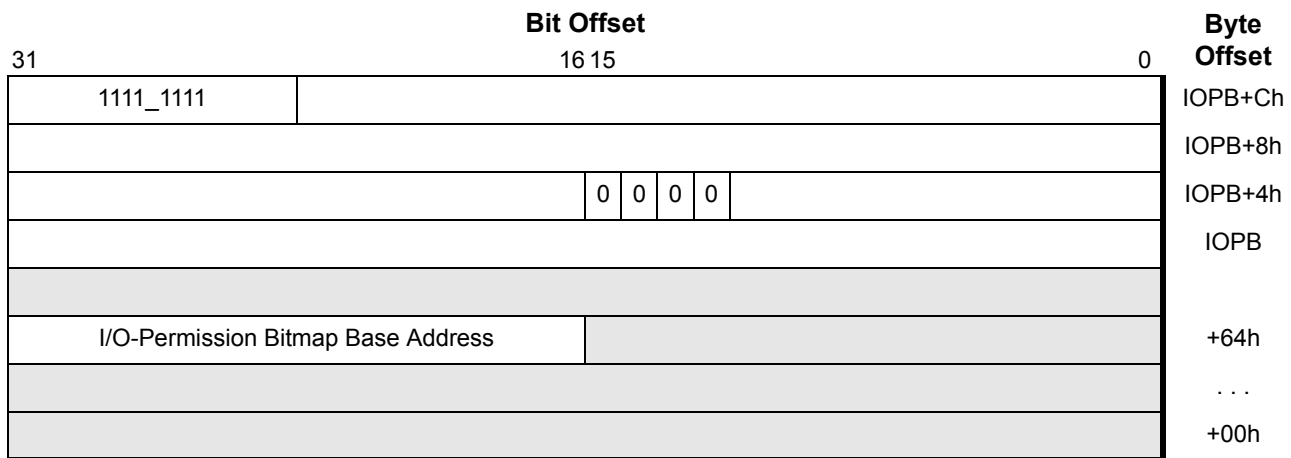 Bit Offset
Byte Offset
31 16 15 0
1111_1111 IOPB+Ch
IOPB+8h
0 0 0 0 IOPB+4h
IOPB
I/O-Permission Bitmap Base Address +64h
. . .
+00h